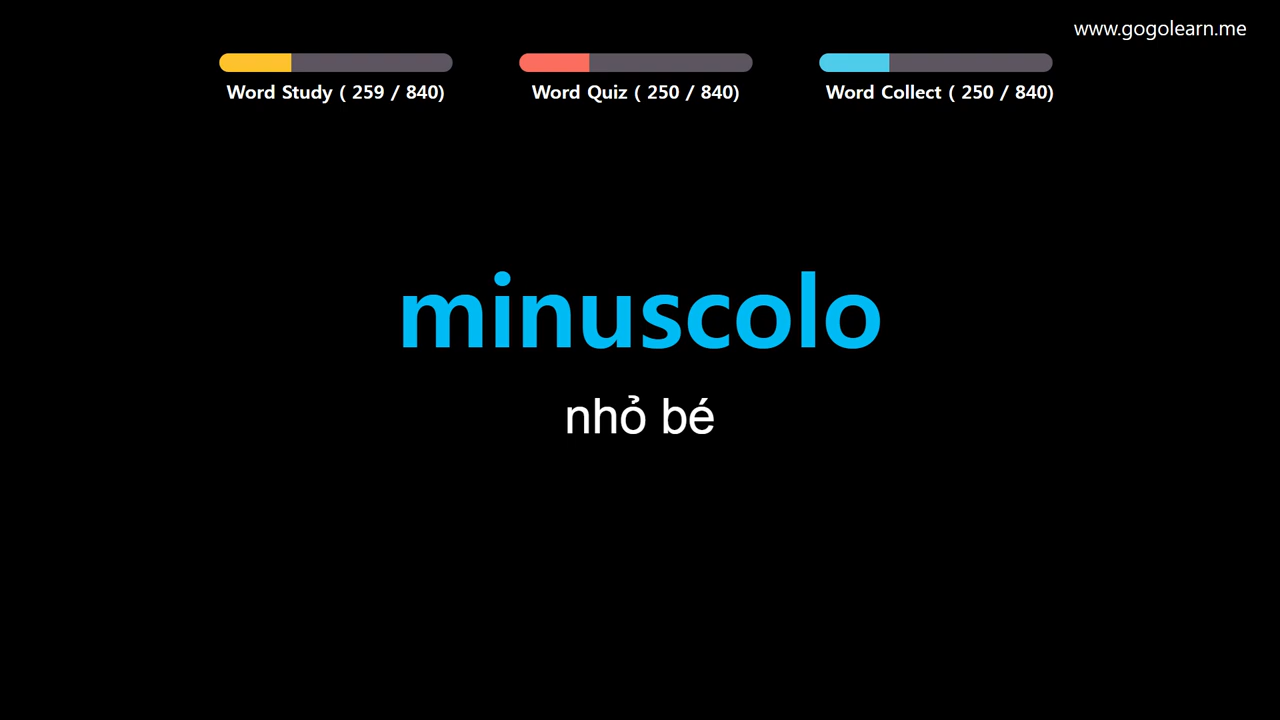 www.gogolearn.me
Word Study ( 259 / 840)
Word Quiz ( 250 / 840)
Word Collect ( 250 / 840)
minuscolo
nhỏ bé